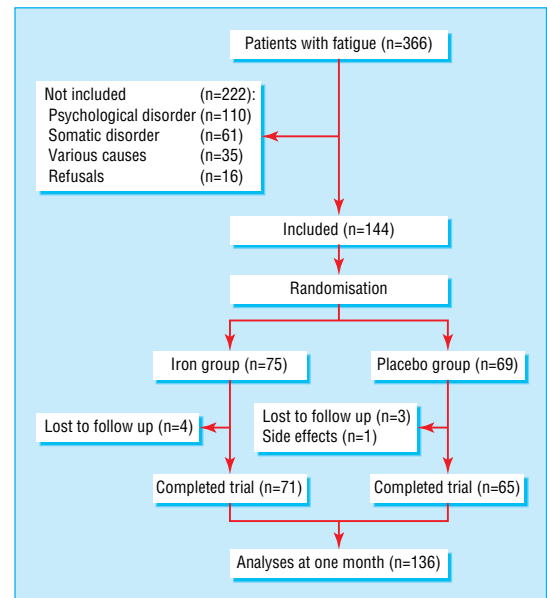 Patients with fatigue (n=366)
Not included (n=222):
Psychological disorder (n=110)
Somatic disorder (n=61)
Various causes (n=35)
Refusals (n=16)
Included (n=144)
Randomisation
Iron group (n=75)
Placebo group (n=69)
Lost to follow up (n=4)
Lost to follow up (n=3)
Side effects (n=1)
Completed trial (n=71)
Completed trial (n=65)
Analyses at one month (n=136)